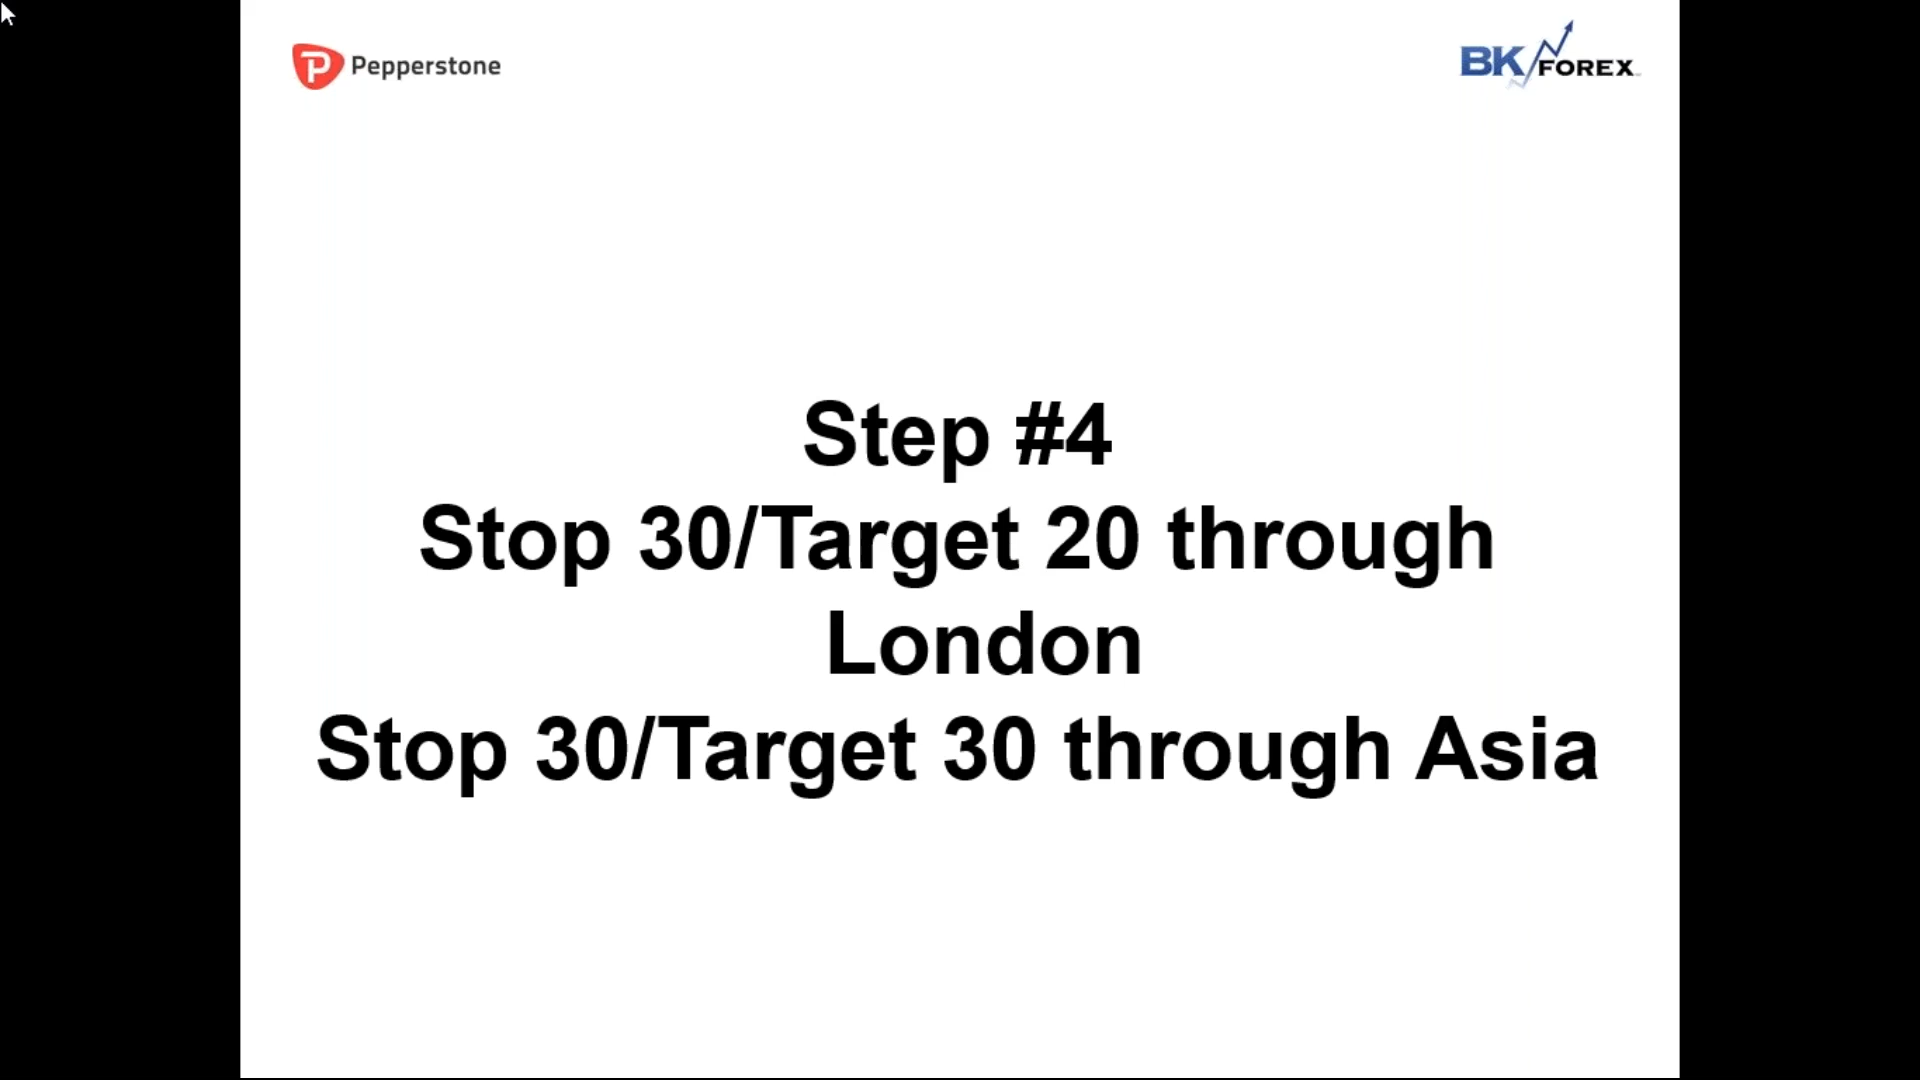 Pepperstone
BK FOREX
Step #4
Stop 30/Target 20 through
London
Stop 30/Target 30 through Asia